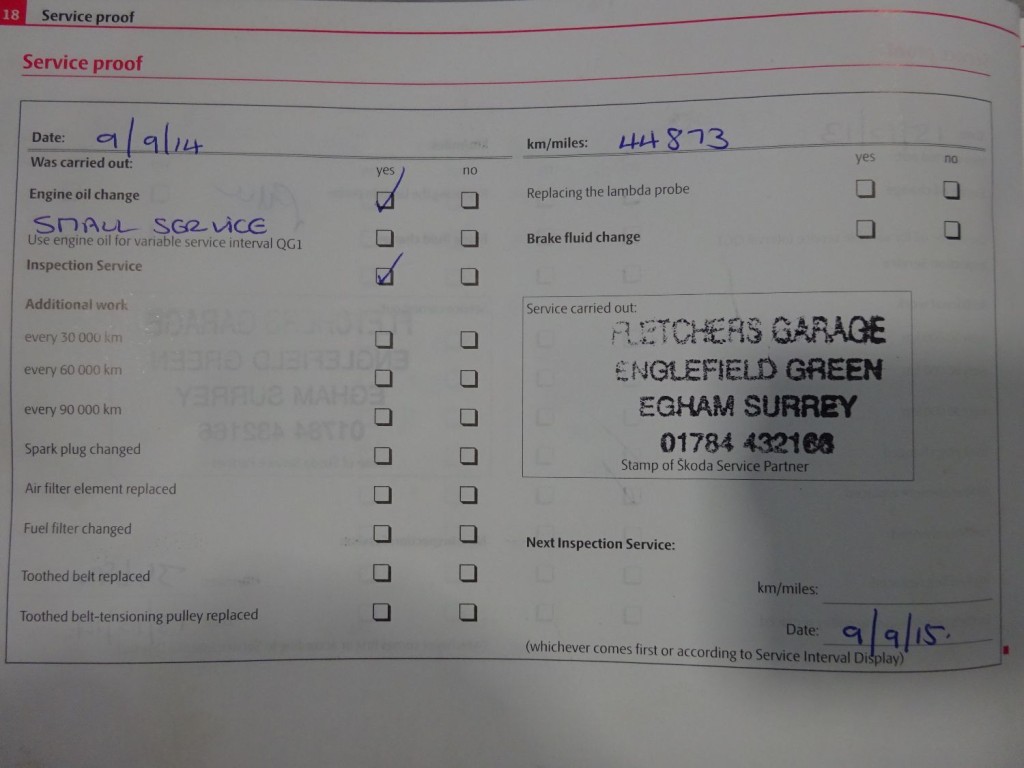 18 Service proof
Service proof
Date: 9/9/14
Was carried out:
yes no
Engine oil change
SMALL SERVICE
Use engine oil for variable service interval QG1
Inspection Service
Additional work
every 30 000 km
every 60 000 km
every 90 000 km
Spark plug changed
Air filter element replaced
Fuel filter changed
Toothed belt replaced
Toothed belt-tensioning pulley replaced
km/miles: 44873
yes no
Replacing the lambda probe
Brake fluid change
Service carried out:
FLETCHERS GARAGE
ENGLEFIELD GREEN
EGHAM SURREY
01784 432166
Stamp of Škoda Service Partner
Next Inspection Service:
km/miles:
Date: 9/9/15.
(whichever comes first or according to Service Interval Display)